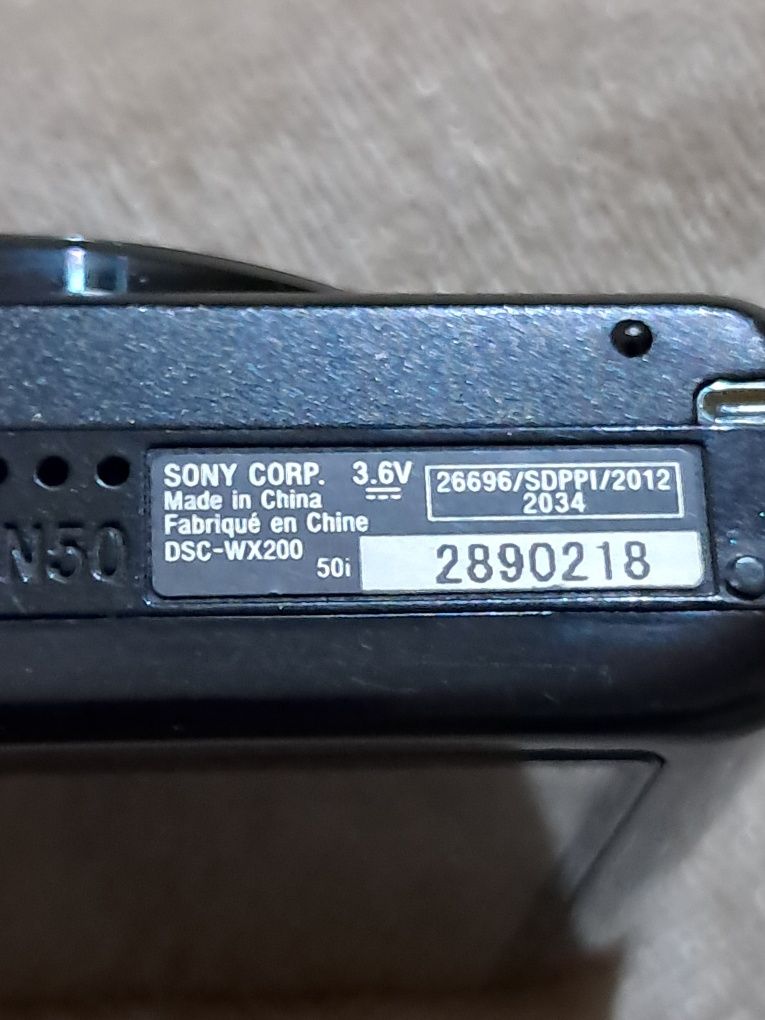 SONY CORP. 3.6V
Made in China
Fabriqué en Chine
DSC-WX200
50i
26696/SDPPI/2012
2034
2890218
N50